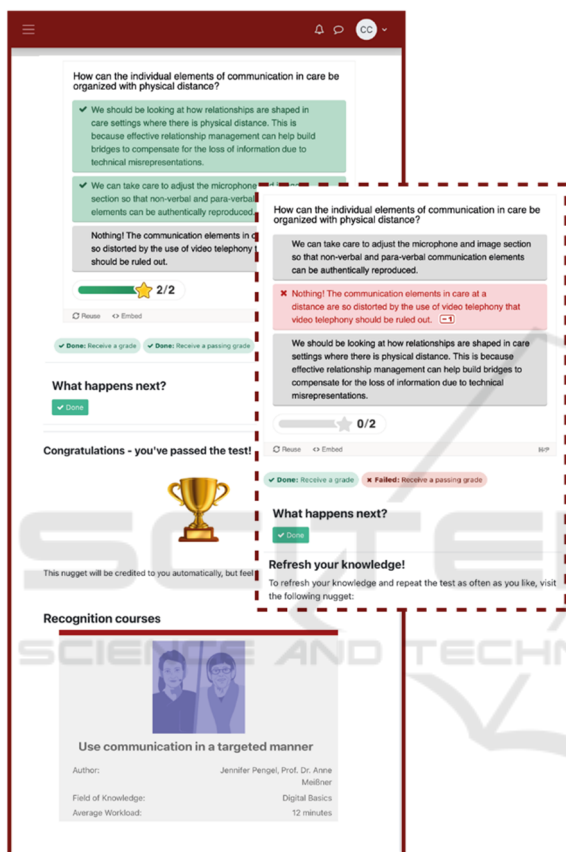 CC
How can the individual elements of communication in care be
organized with physical distance?
We should be looking at how relationships are shaped in
care settings where there is physical distance. This is
because effective relationship management can help build
bridges to compensate for the loss of information due to
technical misrepresentations.
We can take care to adjust the microphone
section so that non-verbal and para-verbal
elements can be authentically reproduced.
Nothing! The communication elements in
so distorted by the use of video telephony
should be ruled out.
2/2
Reuse <> Embed
Done: Receive a grade Done: Receive a passing grade
What happens next?
Done
Congratulations - you've passed the test!
This nugget will be credited to you automatically, but feel
Recognition courses
Use communication in a targeted manner
Author: Jennifer Pengel, Prof. Dr. Anne
Meißner
Field of Knowledge: Digital Basics
Average Workload: 12 minutes
How can the individual elements of communication in care be
organized with physical distance?
We can take care to adjust the microphone and image section
so that non-verbal and para-verbal communication elements
can be authentically reproduced.
Nothing! The communication elements in care at a
distance are so distorted by the use of video telephony that
video telephony should be ruled out. −1
We should be looking at how relationships are shaped in care
settings where there is physical distance. This is because
effective relationship management can help build bridges to
compensate for the loss of information due to technical
misrepresentations.
0/2
Reuse <> Embed H-P
Done: Receive a grade Failed: Receive a passing grade
What happens next?
Done
Refresh your knowledge!
To refresh your knowledge and repeat the test as often as you like, visit
the following nugget:
SCIENCE AND TECHN